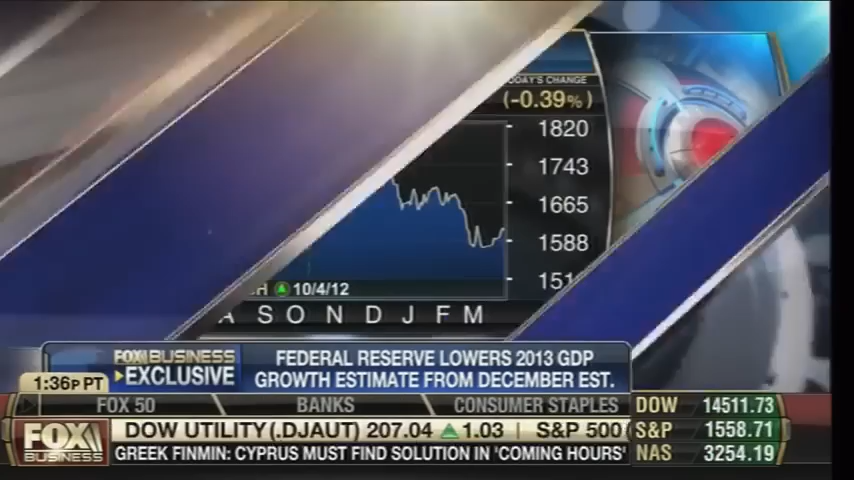 ODAY'S CHANGE
(-0.39%)
1820
1743
1665
1588
151
H 10/4/12
A S O N D J F M
FOX BUSINESS
EXCLUSIVE
FEDERAL RESERVE LOWERS 2013 GDP
GROWTH ESTIMATE FROM DECEMBER EST.
1:36P PT
FOX 50 BANKS CONSUMER STAPLES
DOW 14511.73
FOX
BUSINESS
DOW UTILITY(.DJAUT) 207.04 1.03 | S&P 500
S&P 1558.71
GREEK FINMIN: CYPRUS MUST FIND SOLUTION IN 'COMING HOURS'
NAS 3254.19